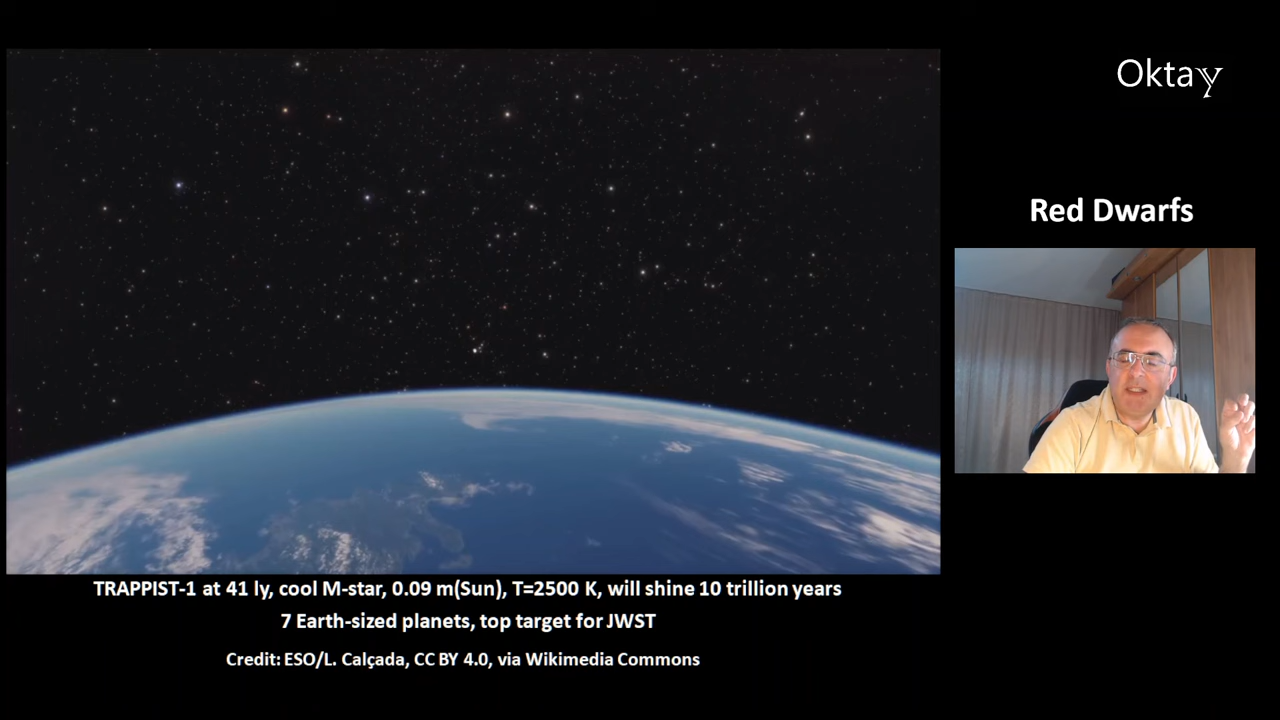 Oktay
Red Dwarfs
TRAPPIST-1 at 41 ly, cool M-star, 0.09 m(Sun), T=2500 K, will shine 10 trillion years
7 Earth-sized planets, top target for JWST
Credit: ESO/L. Calçada, CC BY 4.0, via Wikimedia Commons